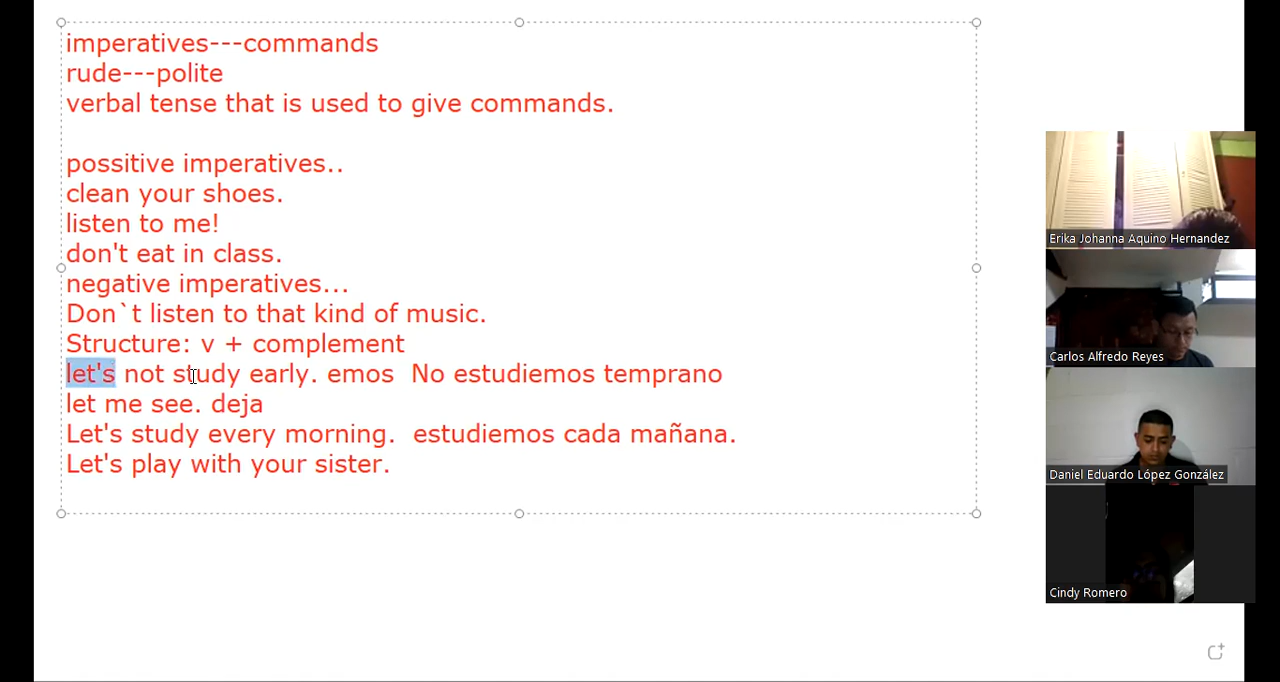 imperatives---commands
rude---polite
verbal tense that is used to give commands.
possitive imperatives..
clean your shoes.
listen to me!
don't eat in class.
negative imperatives...
Don`t listen to that kind of music.
Structure: v + complement
let's not study early. emos  No estudiemos temprano
let me see. deja
Let's study every morning.  estudiemos cada mañana.
Let's play with your sister.
Erika Johanna Aquino Hernandez
Carlos Alfredo Reyes
Daniel Eduardo López González
Cindy Romero